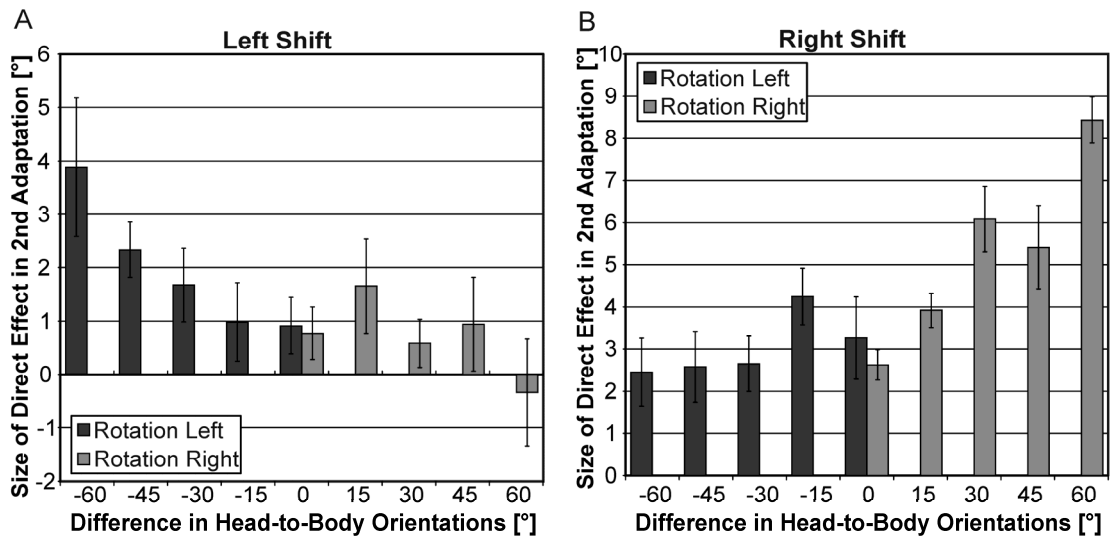 A
Left Shift
Size of Direct Effect in 2nd Adaptation [°]
6
5
4
3
2
1
0
-1
-2
Rotation Left
Rotation Right
-60 -45 -30 -15 0 15 30 45 60
Difference in Head-to-Body Orientations [°]
B
Right Shift
Size of Direct Effect in 2nd Adaptation [°]
10
9
8
7
6
5
4
3
2
1
0
Rotation Left
Rotation Right
-60 -45 -30 -15 0 15 30 45 60
Difference in Head-to-Body Orientations [°]